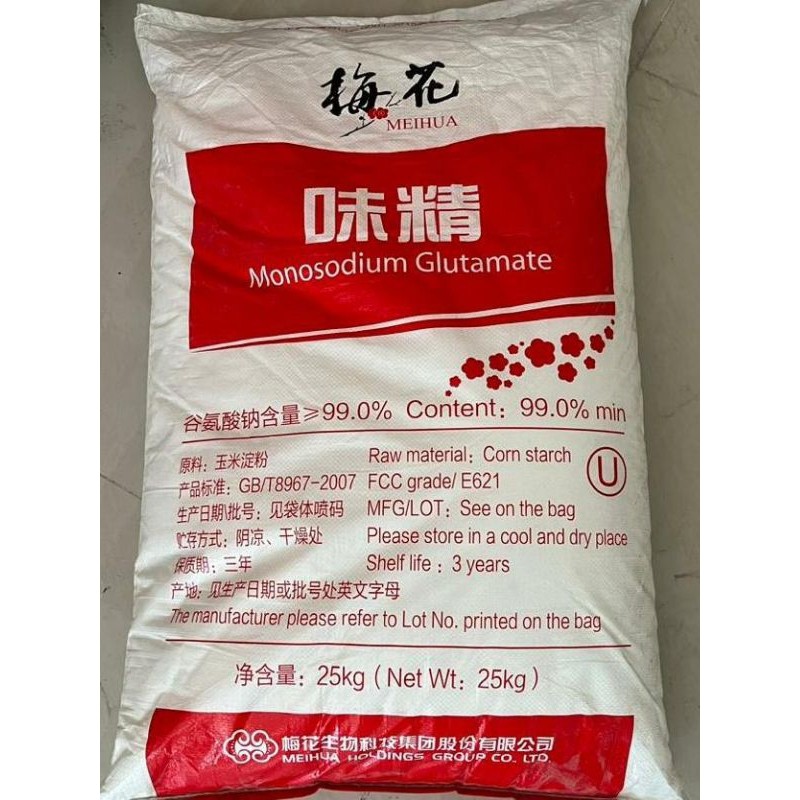 梅花
MEIHUA
味精
Monosodium Glutamate
谷氨酸钠含量≥99.0% Content: 99.0% min
原料: 玉米淀粉 Raw material: Corn starch
U
产品标准: GB/T8967-2007 FCC grade/ E621
生产日期\批号: 见袋体喷码 MFG/LOT: See on the bag
贮存方式: 阴凉、干燥处 Please store in a cool and dry place
保质期: 三年 Shelf life : 3 years
产地: 见生产日期或批号处英文字母
The manufacturer please refer to Lot No. printed on the bag
净含量: 25kg ( Net Wt: 25kg )
梅花生物科技集团股份有限公司
MEIHUA HOLDINGS GROUP CO. LTD.